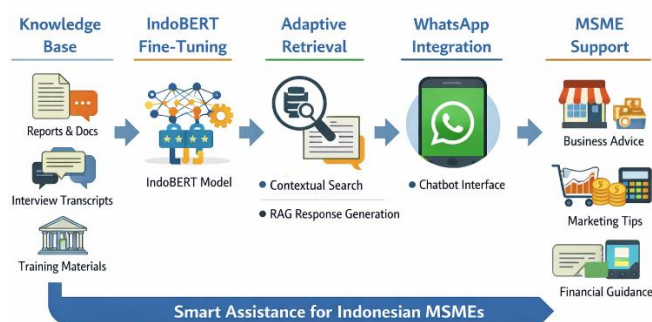 Knowledge
Base
IndoBERT
Fine-Tuning
Adaptive
Retrieval
WhatsApp
Integration
MSME
Support
Reports & Docs
Interview Transcripts
Training Materials
IndoBERT Model
Contextual Search
RAG Response Generation
Chatbot Interface
Business Advice
Marketing Tips
Financial Guidance
Smart Assistance for Indonesian MSMEs